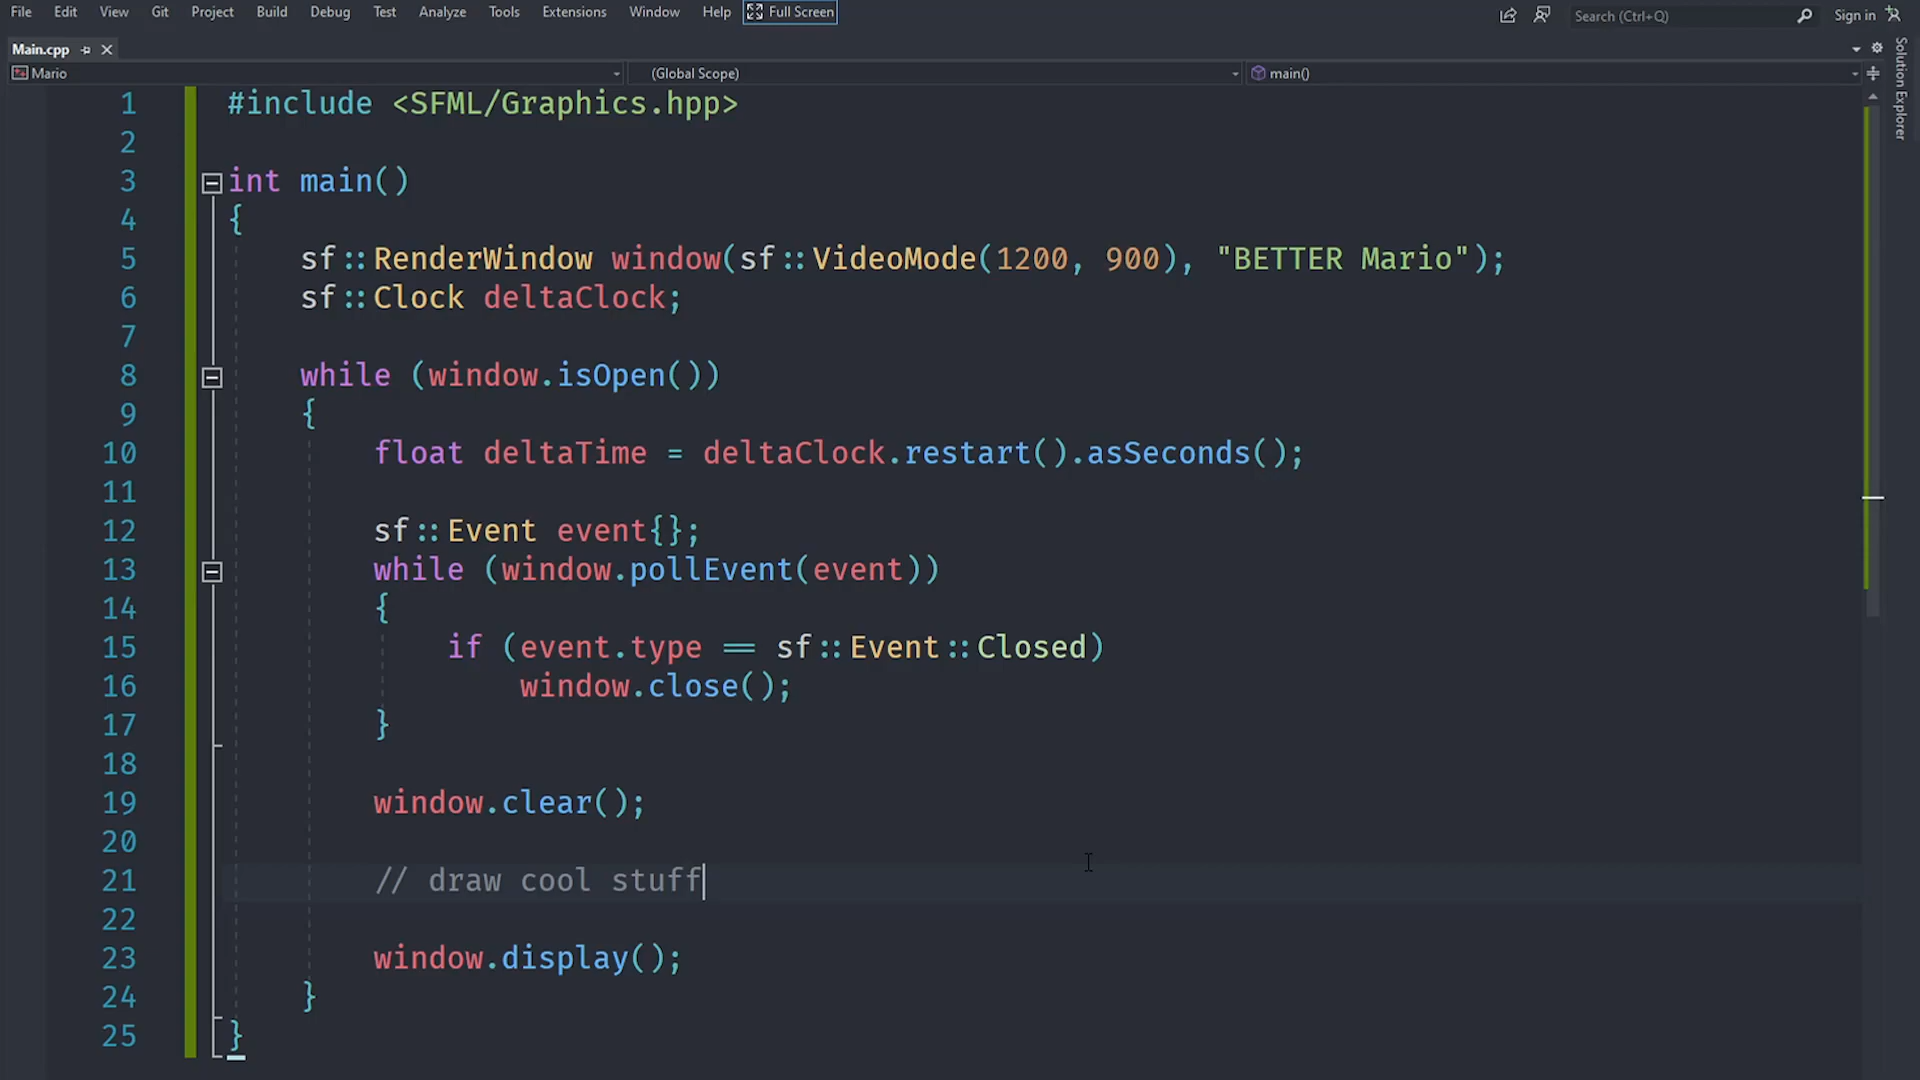 File Edit View Git Project Build Debug Test Analyze Tools Extensions Window Help Full Screen Search (Ctrl+Q) Sign in
Main.cpp
Mario (Global Scope) main()
Solution Explorer
1 #include <SFML/Graphics.hpp>
2
3 int main()
4 {
5 sf::RenderWindow window(sf::VideoMode(1200, 900), "BETTER Mario");
6 sf::Clock deltaClock;
7
8 while (window.isOpen())
9 {
10 float deltaTime = deltaClock.restart().asSeconds();
11
12 sf::Event event{};
13 while (window.pollEvent(event))
14 {
15 if (event.type == sf::Event::Closed)
16 window.close();
17 }
18
19 window.clear();
20
21 // draw cool stuff
22
23 window.display();
24 }
25 }